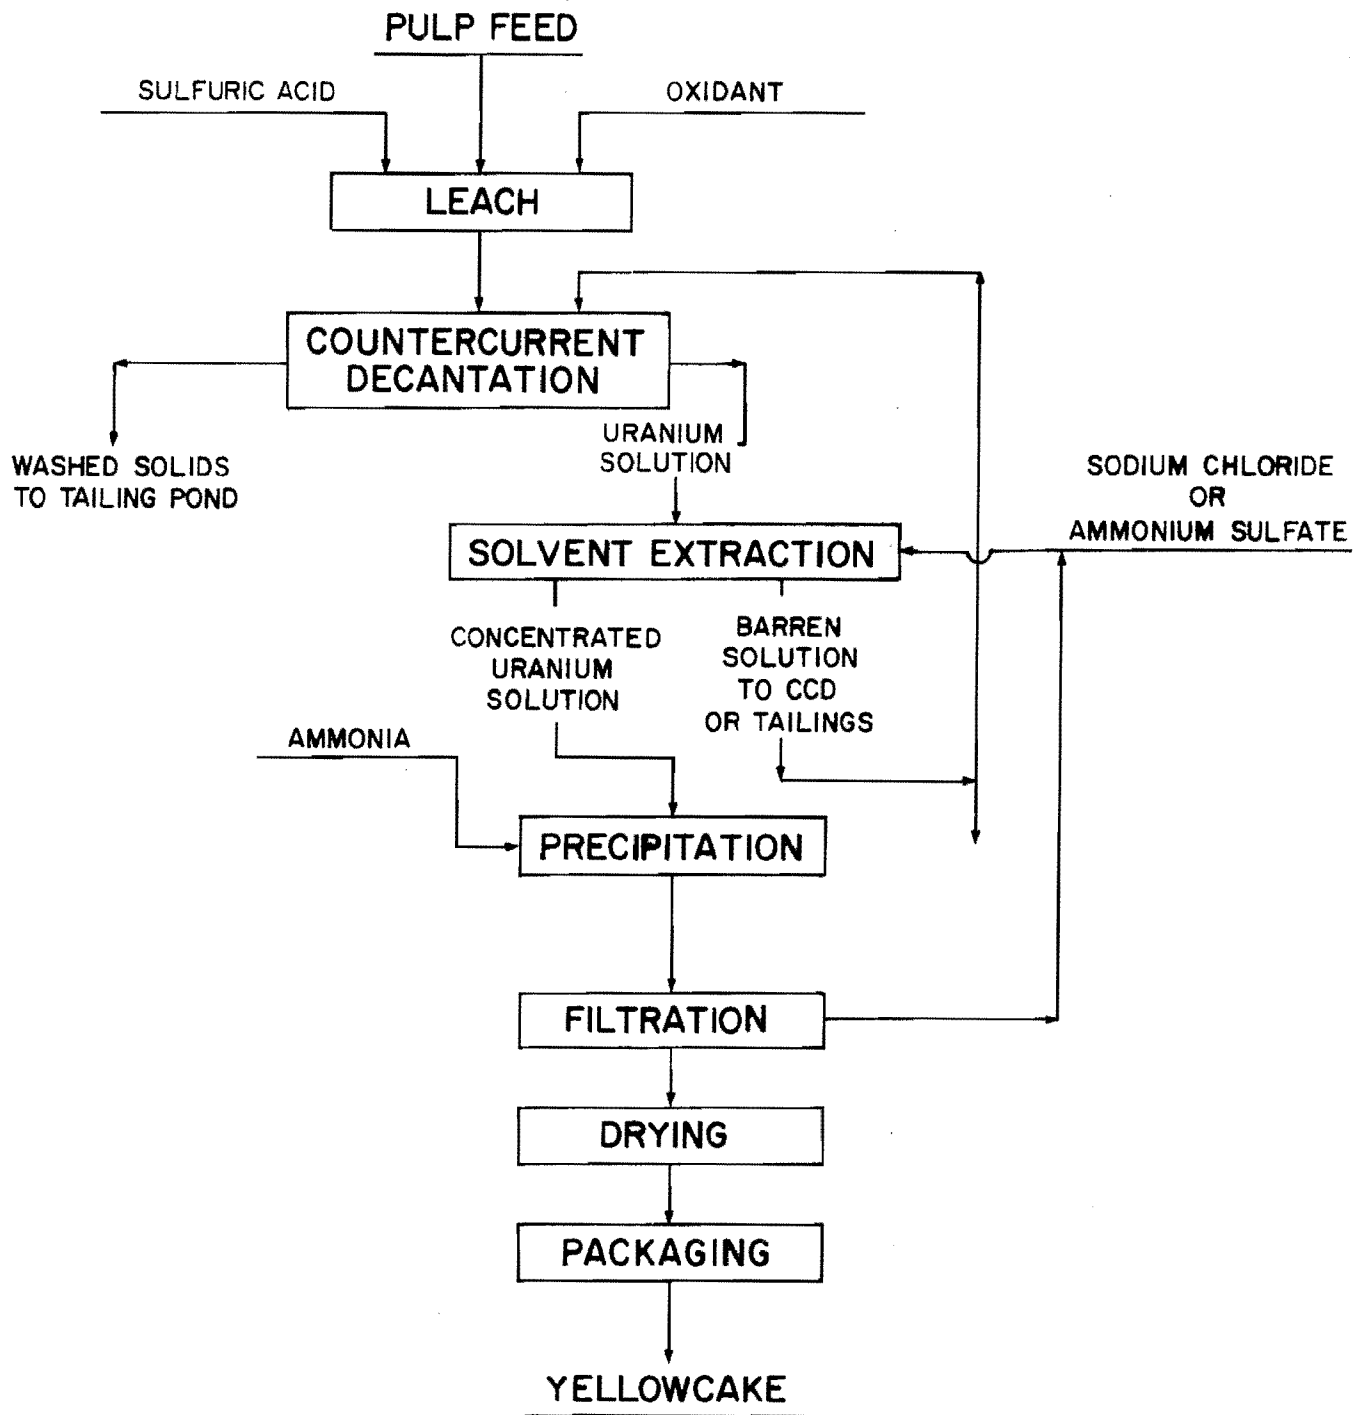 PULP FEED
SULFURIC ACID
OXIDANT
LEACH
COUNTERCURRENT
DECANTATION
URANIUM
SOLUTION
WASHED SOLIDS
TO TAILING POND
SODIUM CHLORIDE
OR
AMMONIUM SULFATE
SOLVENT EXTRACTION
CONCENTRATED
URANIUM
SOLUTION
BARREN
SOLUTION
TO CCD
OR TAILINGS
AMMONIA
PRECIPITATION
FILTRATION
DRYING
PACKAGING
YELLOWCAKE